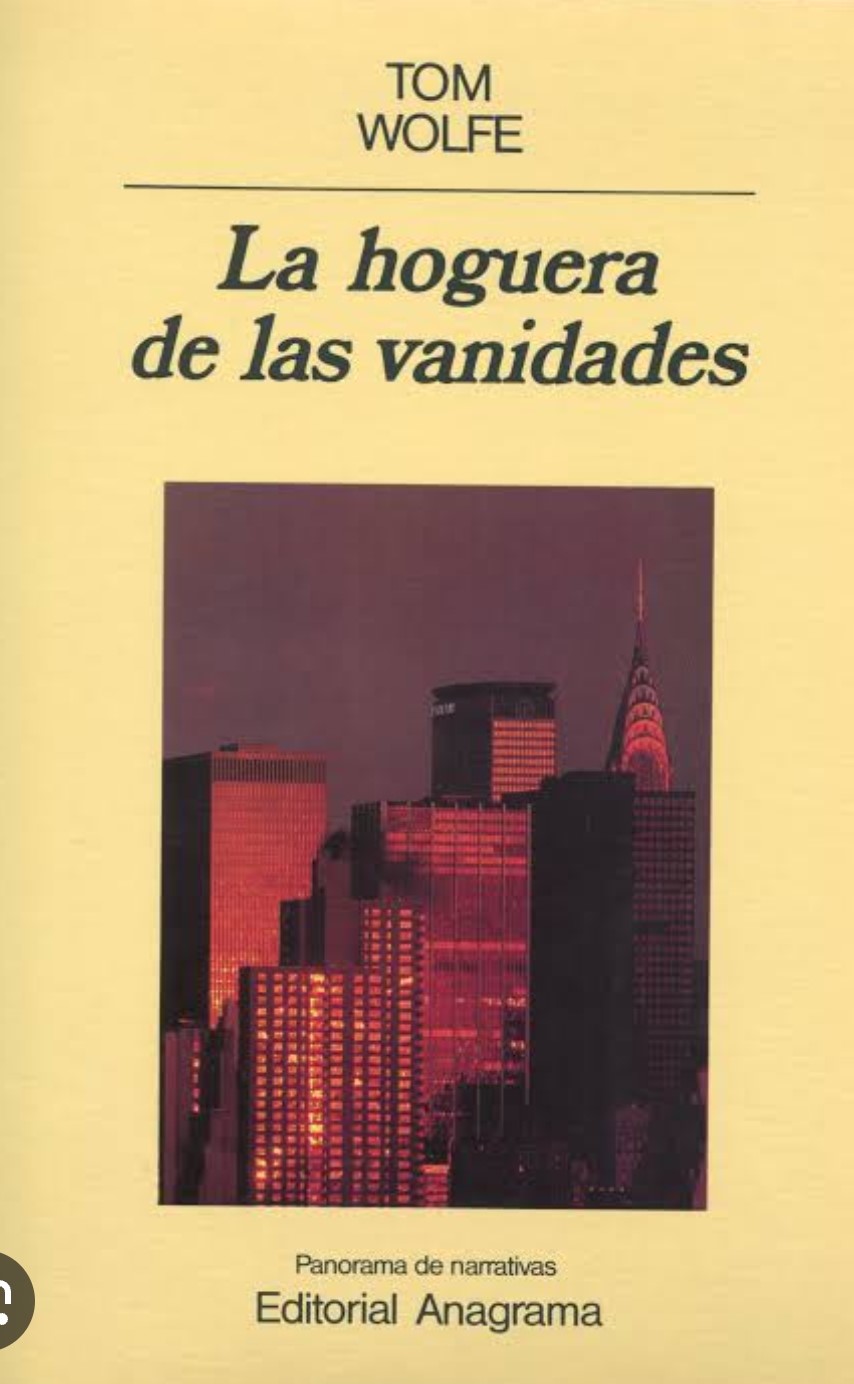 TOM
WOLFE
La hoguera
de las vanidades
Panorama de narrativas
Editorial Anagrama